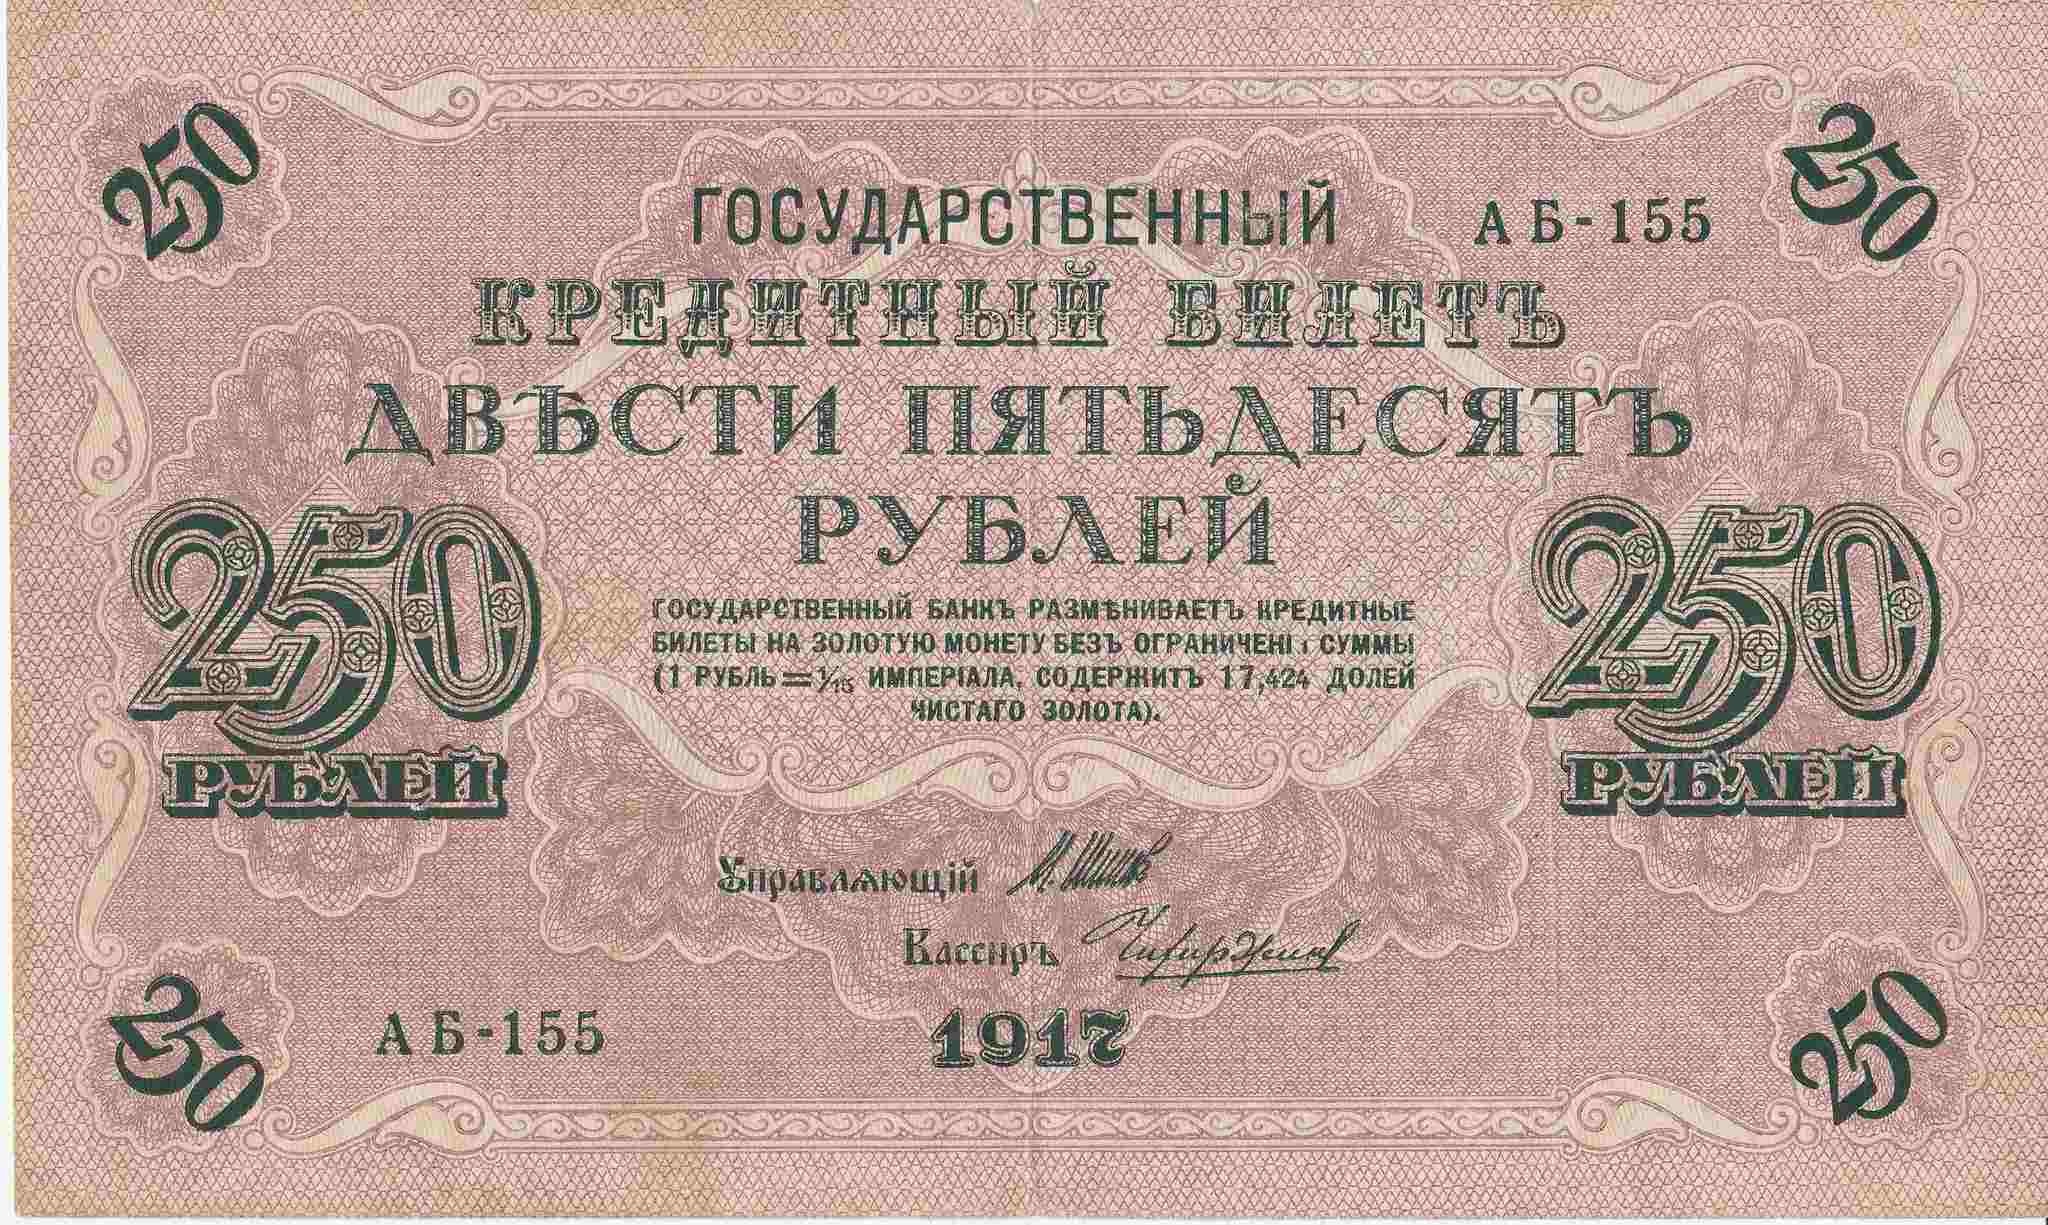 250
250
ГОСУДАРСТВЕННЫЙ
АБ-155
КРЕДИТНЫЙ БИЛЕТЪ
ДВѢСТИ ПЯТЬДЕСЯТЪ
РУБЛЕЙ
250
РУБЛЕЙ
250
РУБЛЕЙ
ГОСУДАРСТВЕННЫЙ БАНКЪ РАЗМѢНИВАЕТЪ КРЕДИТНЫЕ
БИЛЕТЫ НА ЗОЛОТУЮ МОНЕТУ БЕЗЪ ОГРАНИЧЕНІ СУММЫ
(1 РУБЛЬ=1/15 ИМПЕРІАЛА, СОДЕРЖИТЪ 17,424 ДОЛЕЙ
ЧИСТАГО ЗОЛОТА).
Управляющій
Кассиръ
АБ-155
1917
250
250